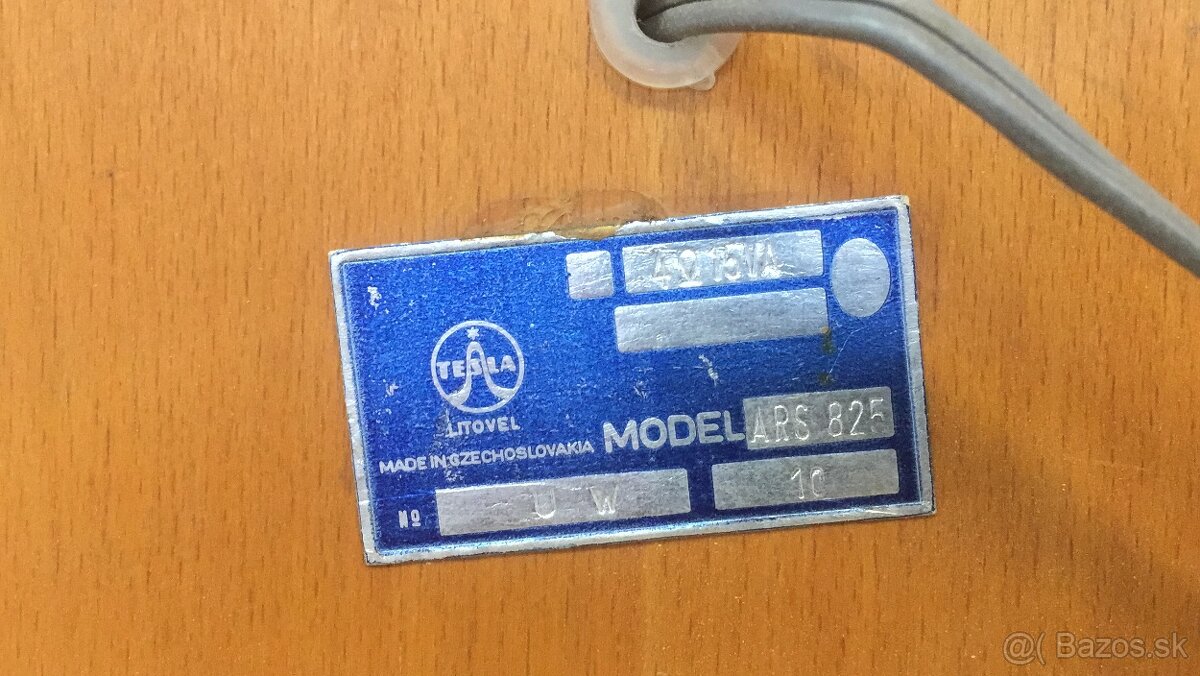 4Ω 15VA
TESLA
LITOVEL
MADE IN CZECHOSLOVAKIA MODEL ARS 825
Nº U W 10
@( Bazos.sk